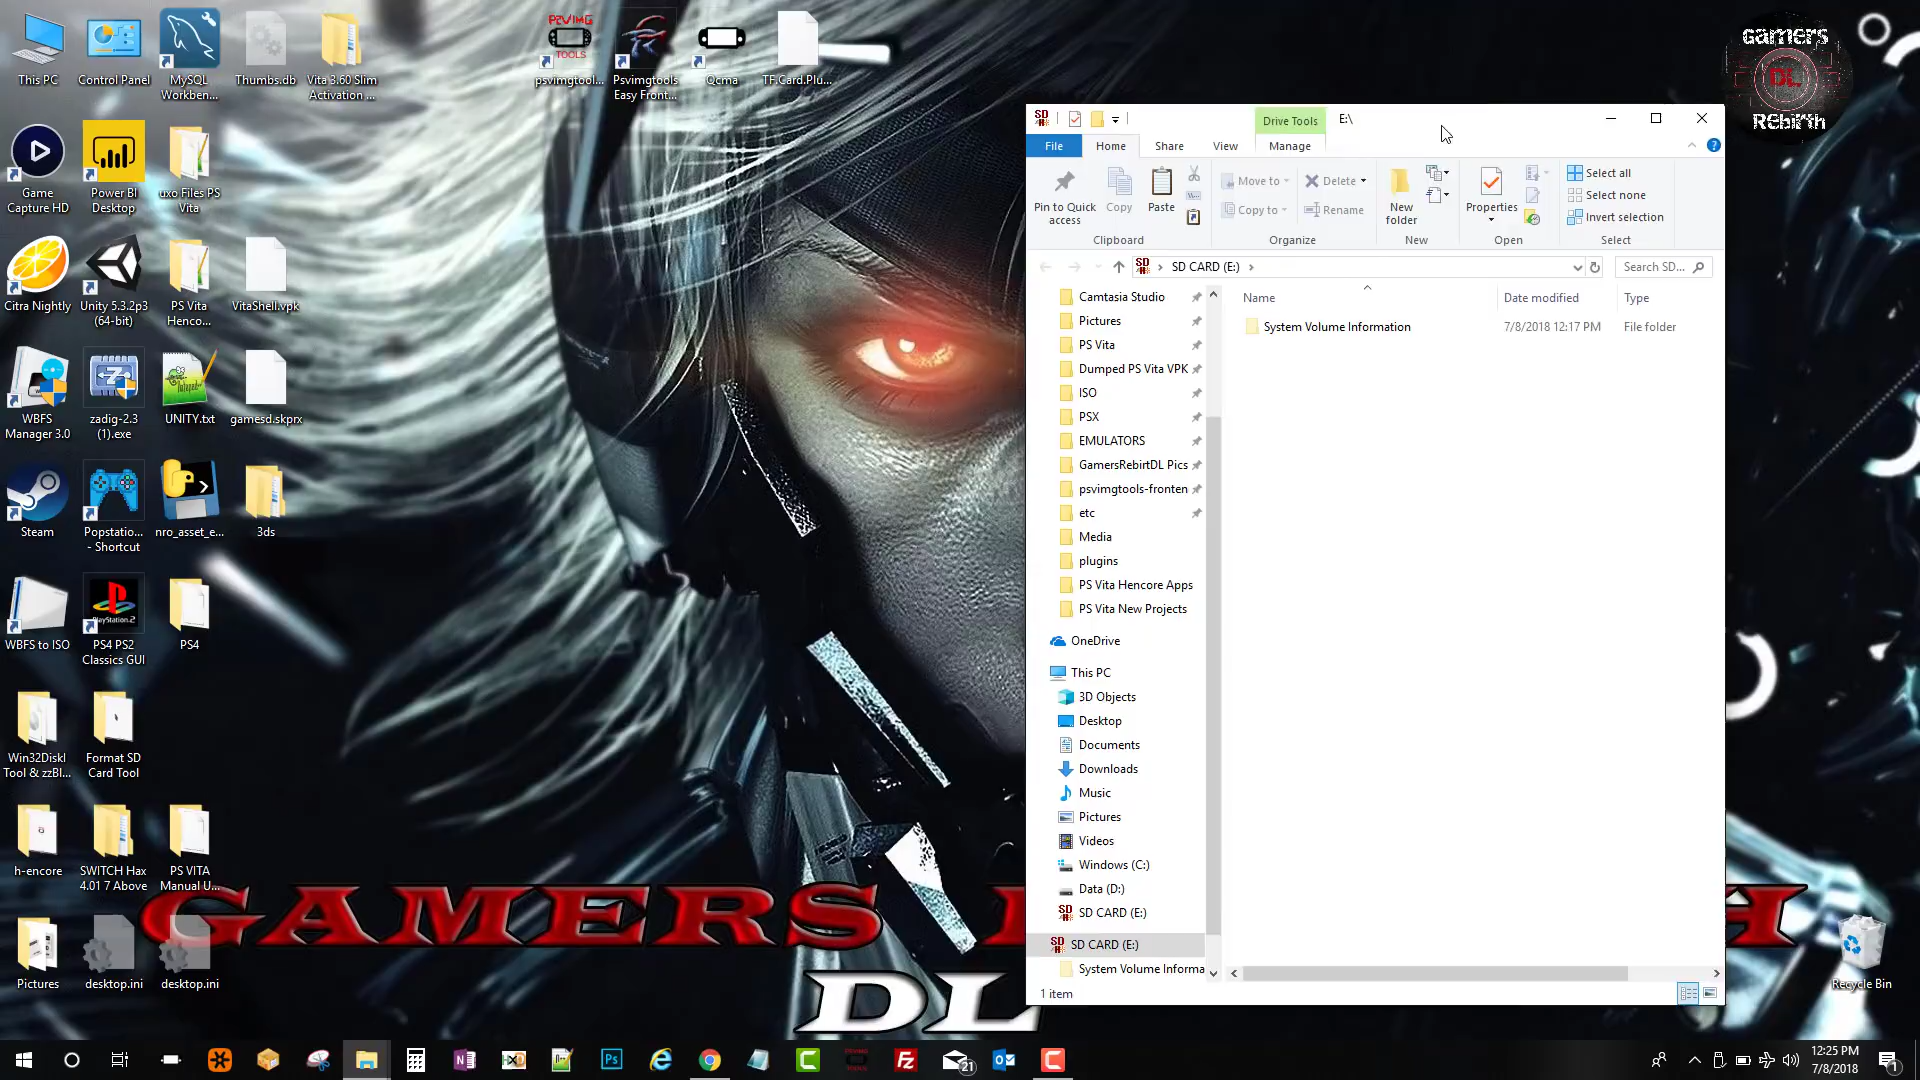 This PC
Control Panel
MySQL
Workben...
Thumbs.db
Vita 3.60 Slim
Activation ...
PSVIMG
TOOLS
psvimgtool...
Psvimgtools
Easy Front...
Qcma
TF.Card.Plu...
Game
Capture HD
Power BI
Desktop
uxo Files PS
Vita
Citra Nightly
Unity 5.3.2p3
(64-bit)
PS Vita
Henco...
VitaShell.vpk
WBFS
Manager 3.0
zadig-2.3
(1).exe
UNITY.txt
gamesd.skprx
Steam
Popstatio...
- Shortcut
nro_asset_e...
3ds
WBFS to ISO
PlayStation 2
PS4 PS2
Classics GUI
PS4
Win32DiskI
Tool & zzBl...
Format SD
Card Tool
h-encore
SWITCH Hax
4.01 7 Above
PS VITA
Manual U...
Pictures
desktop.ini
desktop.ini
GAMERS
DL
GAMERS
DL
REBIRTH
Recycle Bin
Drive Tools
E:\
File
Home
Share
View
Manage
Pin to Quick
access
Copy
Paste
Move to
Copy to
Delete
Rename
New
folder
Properties
Select all
Select none
Invert selection
Clipboard
Organize
New
Open
Select
SD CARD (E:)
Search SD...
Name
Date modified
Type
System Volume Information
7/8/2018 12:17 PM
File folder
Camtasia Studio
Pictures
PS Vita
Dumped PS Vita VPK
ISO
PSX
EMULATORS
GamersRebirtDL Pics
psvimgtools-fronten
etc
Media
plugins
PS Vita Hencore Apps
PS Vita New Projects
OneDrive
This PC
3D Objects
Desktop
Documents
Downloads
Music
Pictures
Videos
Windows (C:)
Data (D:)
SD CARD (E:)
SD CARD (E:)
System Volume Informa
1 item
21
12:25 PM
7/8/2018
1